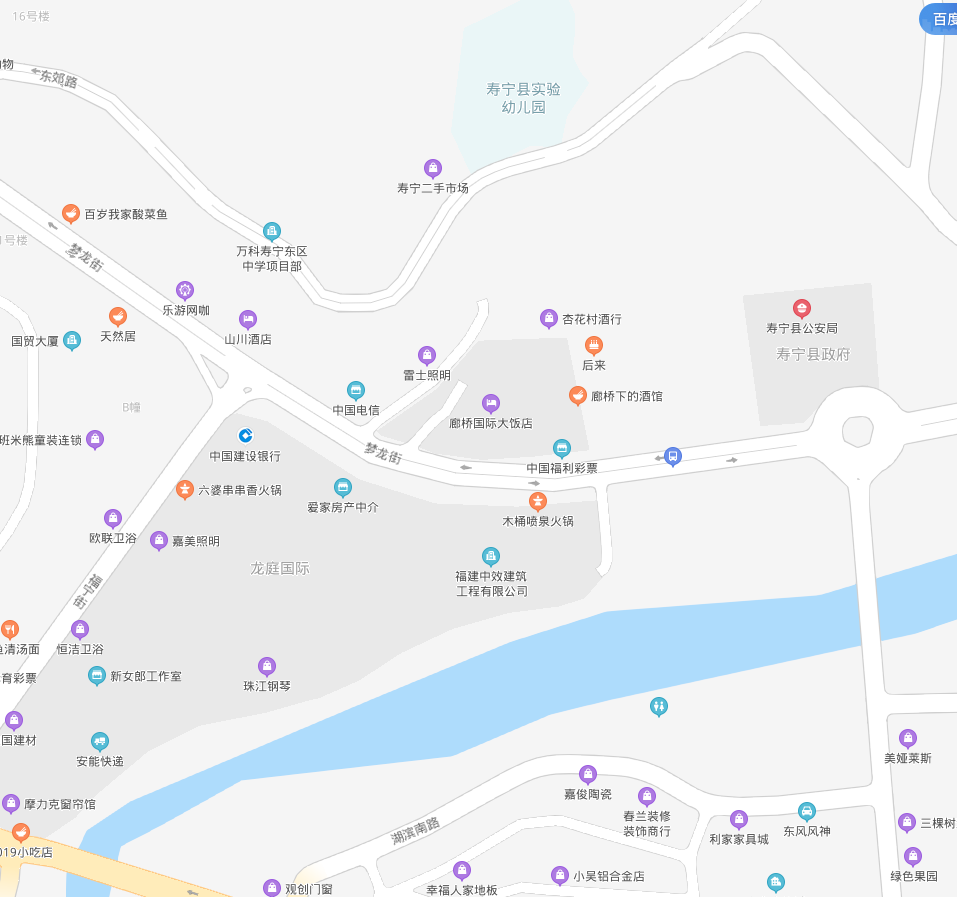 16号楼
百度
物
东郊路
寿宁县实验
幼儿园
寿宁二手市场
百岁我家酸菜鱼
1号楼
万科寿宁东区
中学项目部
梦龙街
乐游网咖
天然居
国贸大厦
山川酒店
杏花村酒行
寿宁县公安局
寿宁县政府
后来
雷士照明
廊桥下的酒馆
B幢
中国电信
廊桥国际大饭店
班米熊童装连锁
中国建设银行
梦龙街
中国福利彩票
六婆串串香火锅
爱家房产中介
木桶喷泉火锅
欧联卫浴
嘉美照明
龙庭国际
福建中效建筑
工程有限公司
福宁街
清汤面
恒洁卫浴
育彩票
新女郎工作室
珠江钢琴
国建材
安能快递
美娅莱斯
嘉俊陶瓷
摩力克窗帘馆
春兰装修
装饰商行
湖滨南路
利家家具城
东风风神
三棵树
019小吃店
观创门窗
幸福人家地板
小吴铝合金店
绿色果园